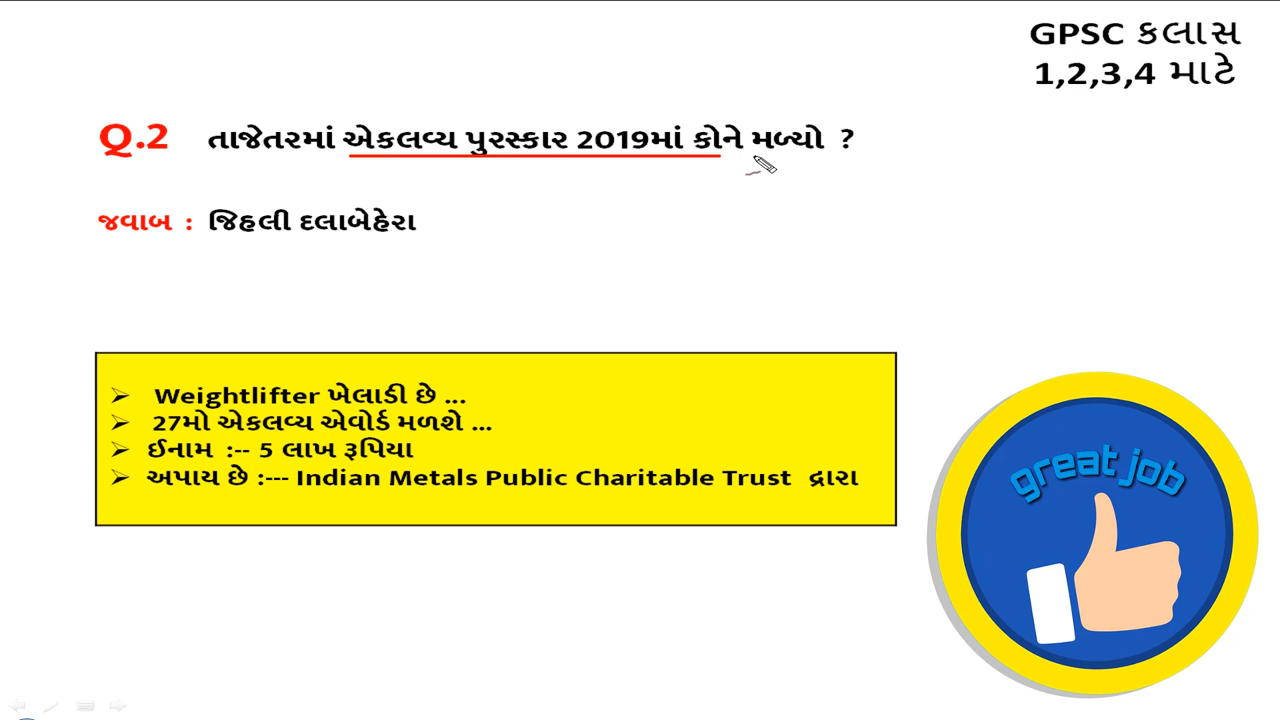 GPSC કલાસ
1,2,3,4 માટે
Q.2 તાજેતરમાં એકલવ્ય પુરસ્કાર 2019માં કોને મળ્યો ?
જવાબ : જિહલી દલાબેહેરા
➢ Weightlifter ખેલાડી છે ...
➢ 27મો એકલવ્ય એવોર્ડ મળશે ...
➢ ઈનામ :-- 5 લાખ રૂપિયા
➢ અપાય છે :--- Indian Metals Public Charitable Trust દ્રારા
great job